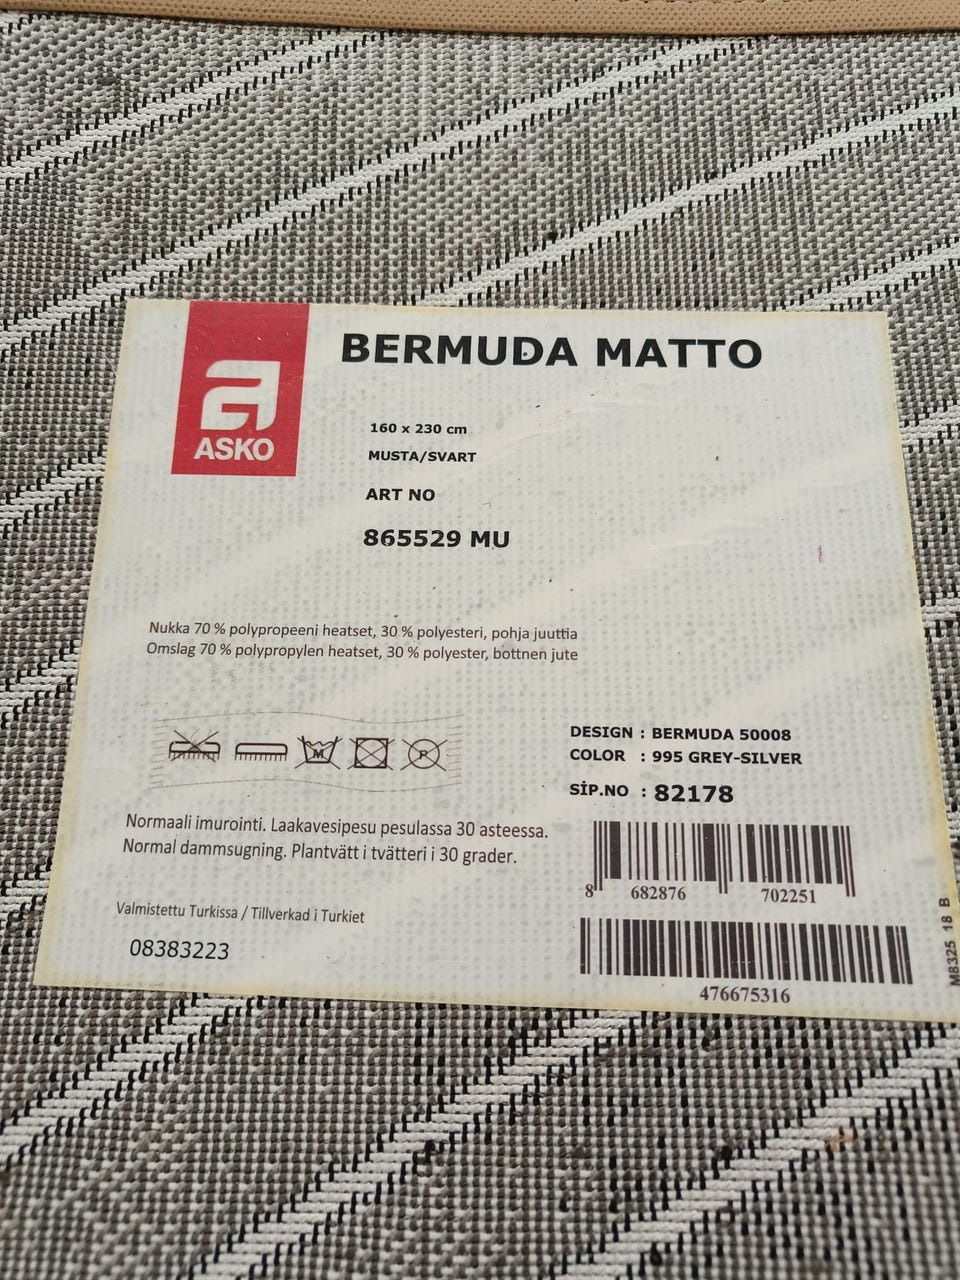 ASKO
BERMUDA MATTO
160 x 230 cm
MUSTA/SVART
ART NO
865529 MU
Nukka 70 % polypropeeni heatset, 30 % polyesteri, pohja juuttia
Omslag 70 % polypropylen heatset, 30 % polyester, bottnen jute
M
P
DESIGN : BERMUDA 50008
COLOR : 995 GREY-SILVER
SİP.NO : 82178
Normaali imurointi. Laakavesipesu pesulassa 30 asteessa.
Normal dammsugning. Plantvätt i tvätteri i 30 grader.
8 682876 702251
Valmistettu Turkissa / Tillverkad i Turkiet
08383223
476675316
M8325 18 B